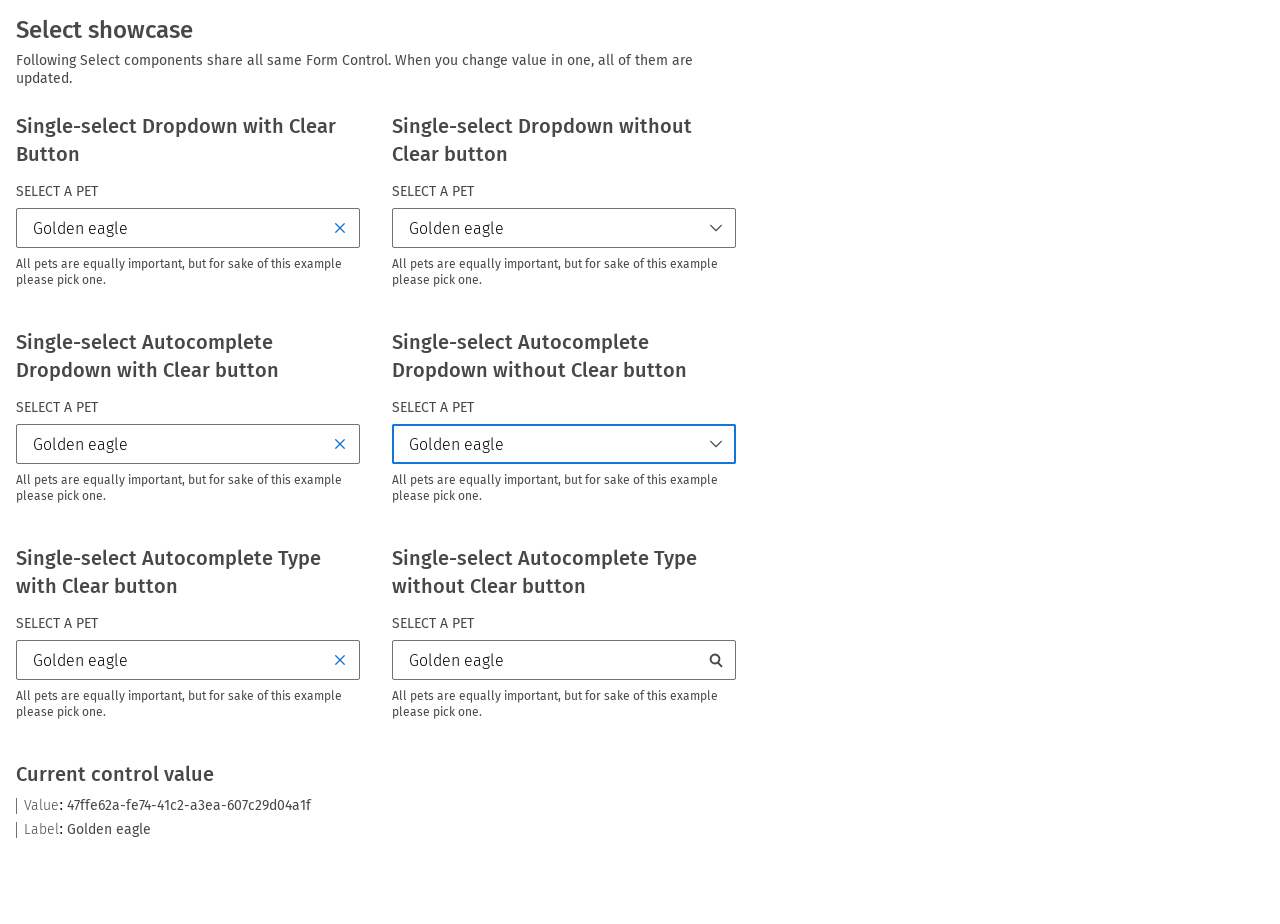 Select showcase
Following Select components share all same Form Control. When you change value in one, all of them are
updated.
Single-select Dropdown with Clear
Button
SELECT A PET
Golden eagle
All pets are equally important, but for sake of this example
please pick one.
Single-select Dropdown without
Clear button
SELECT A PET
Golden eagle
All pets are equally important, but for sake of this example
please pick one.
Single-select Autocomplete
Dropdown with Clear button
SELECT A PET
Golden eagle
All pets are equally important, but for sake of this example
please pick one.
Single-select Autocomplete
Dropdown without Clear button
SELECT A PET
Golden eagle
All pets are equally important, but for sake of this example
please pick one.
Single-select Autocomplete Type
with Clear button
SELECT A PET
Golden eagle
All pets are equally important, but for sake of this example
please pick one.
Single-select Autocomplete Type
without Clear button
SELECT A PET
Golden eagle
All pets are equally important, but for sake of this example
please pick one.
Current control value
Value: 47ffe62a-fe74-41c2-a3ea-607c29d04a1f
Label: Golden eagle